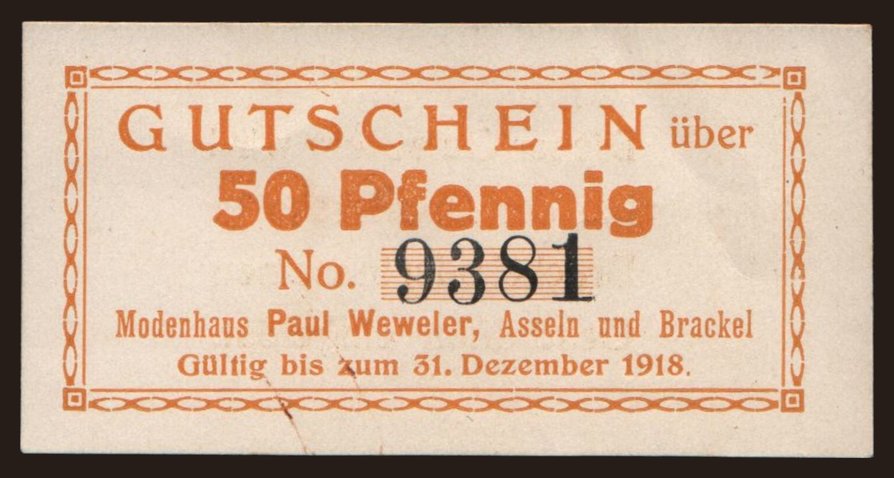 GUTSCHEIN über
50 Pfennig
No. 9381
Modenhaus Paul Weweler, Asseln und Brackel
Gültig bis zum 31. Dezember 1918.